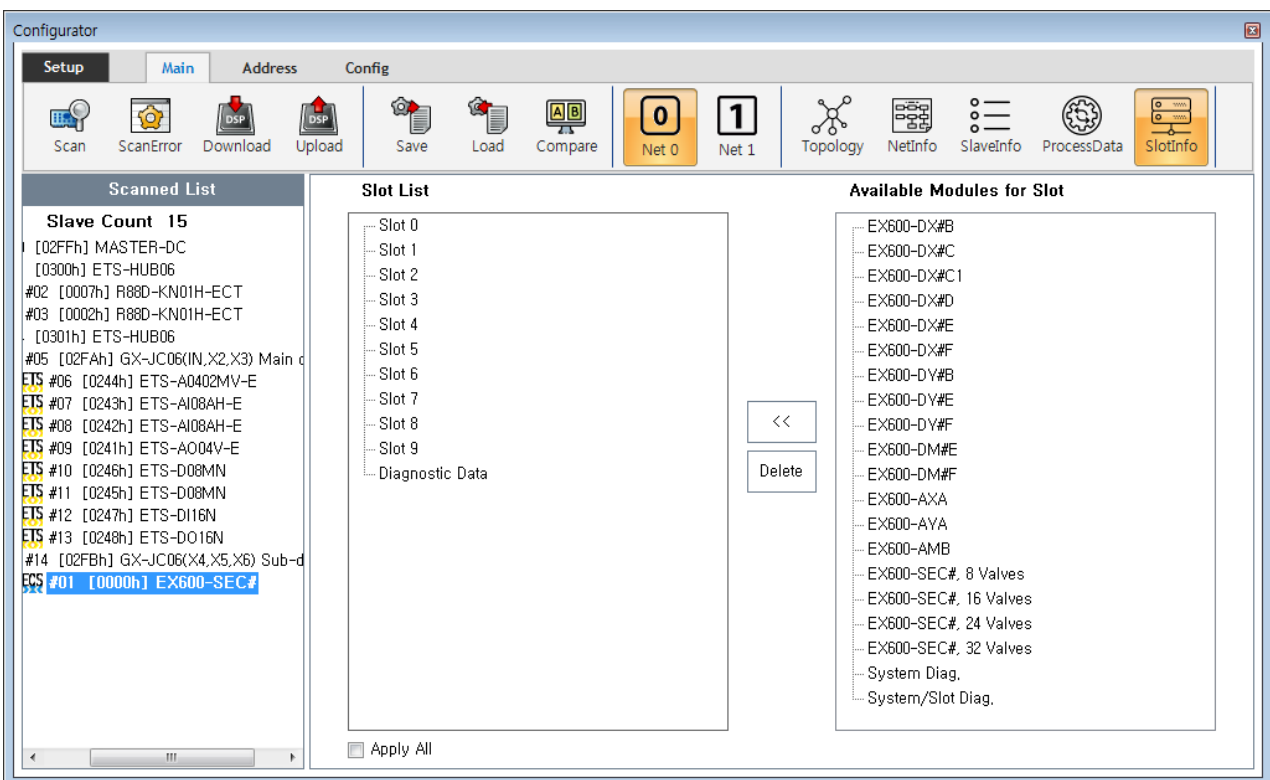 Configurator
Setup Main Address Config
Scan ScanError Download Upload Save Load Compare Net 0 Net 1 Topology NetInfo SlaveInfo ProcessData SlotInfo
Scanned List
Slave Count 15
[02FFh] MASTER-DC
[0300h] ETS-HUB06
#02 [0007h] R88D-KN01H-ECT
#03 [0002h] R88D-KN01H-ECT
[0301h] ETS-HUB06
#05 [02FAh] GX-JC06(IN,X2,X3) Main
ETS #06 [0244h] ETS-A0402MV-E
ETS #07 [0243h] ETS-AI08AH-E
ETS #08 [0242h] ETS-AI08AH-E
ETS #09 [0241h] ETS-AO04V-E
ETS #10 [0246h] ETS-D08MN
ETS #11 [0245h] ETS-D08MN
ETS #12 [0247h] ETS-DI16N
ETS #13 [0248h] ETS-DO16N
#14 [02FBh] GX-JC06(X4,X5,X6) Sub-d
ECS #01 [0000h] EX600-SEC#
Slot List
Slot 0
Slot 1
Slot 2
Slot 3
Slot 4
Slot 5
Slot 6
Slot 7
Slot 8
Slot 9
Diagnostic Data
Apply All
<<
Delete
Available Modules for Slot
EX600-DX#B
EX600-DX#C
EX600-DX#C1
EX600-DX#D
EX600-DX#E
EX600-DX#F
EX600-DY#B
EX600-DY#E
EX600-DY#F
EX600-DM#E
EX600-DM#F
EX600-AXA
EX600-AYA
EX600-AMB
EX600-SEC#, 8 Valves
EX600-SEC#, 16 Valves
EX600-SEC#, 24 Valves
EX600-SEC#, 32 Valves
System Diag.
System/Slot Diag.